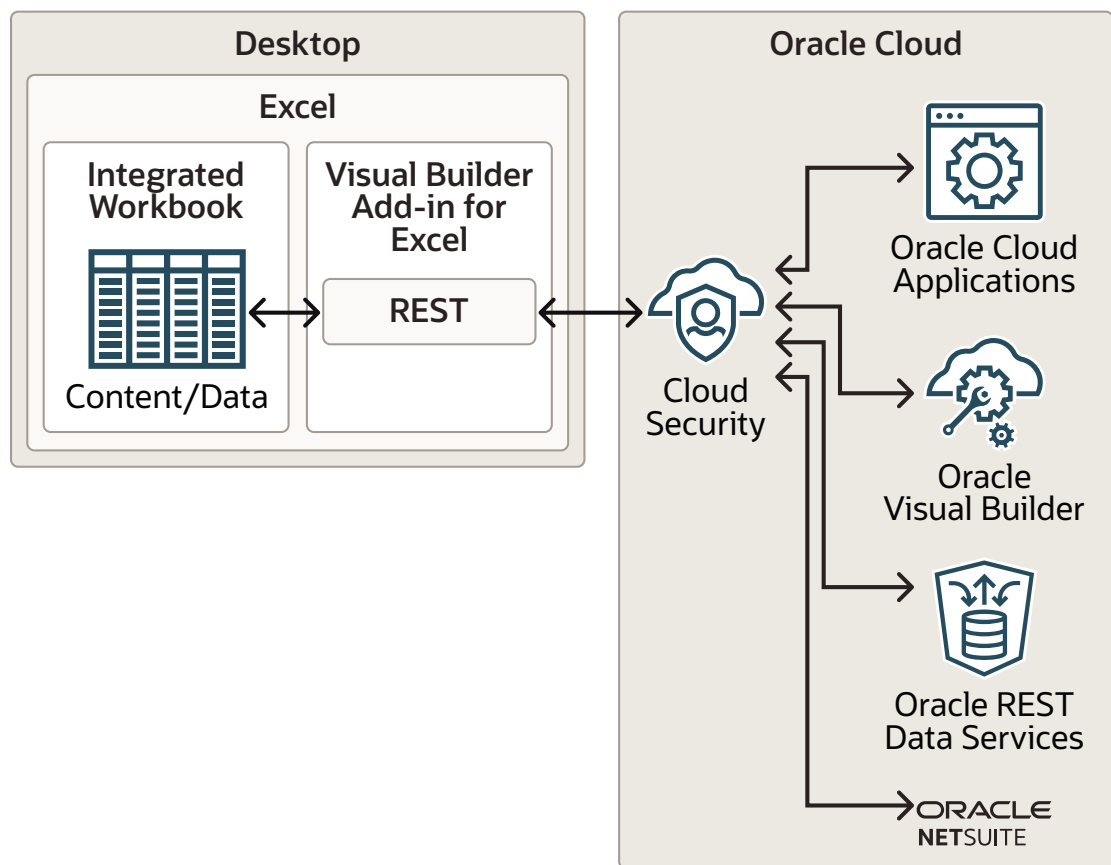 Desktop
Excel
Integrated
Workbook
Content/Data
Visual Builder
Add-in for
Excel
REST
Oracle Cloud
Cloud
Security
Oracle Cloud
Applications
Oracle
Visual Builder
Oracle REST
Data Services
ORACLE
NETSUITE